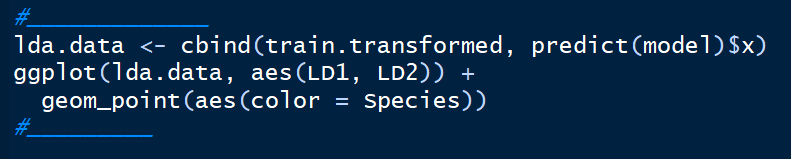 #_____________
lda.data <- cbind(train.transformed, predict(model)$x)
ggplot(lda.data, aes(LD1, LD2)) +
  geom_point(aes(color = Species))
#_________